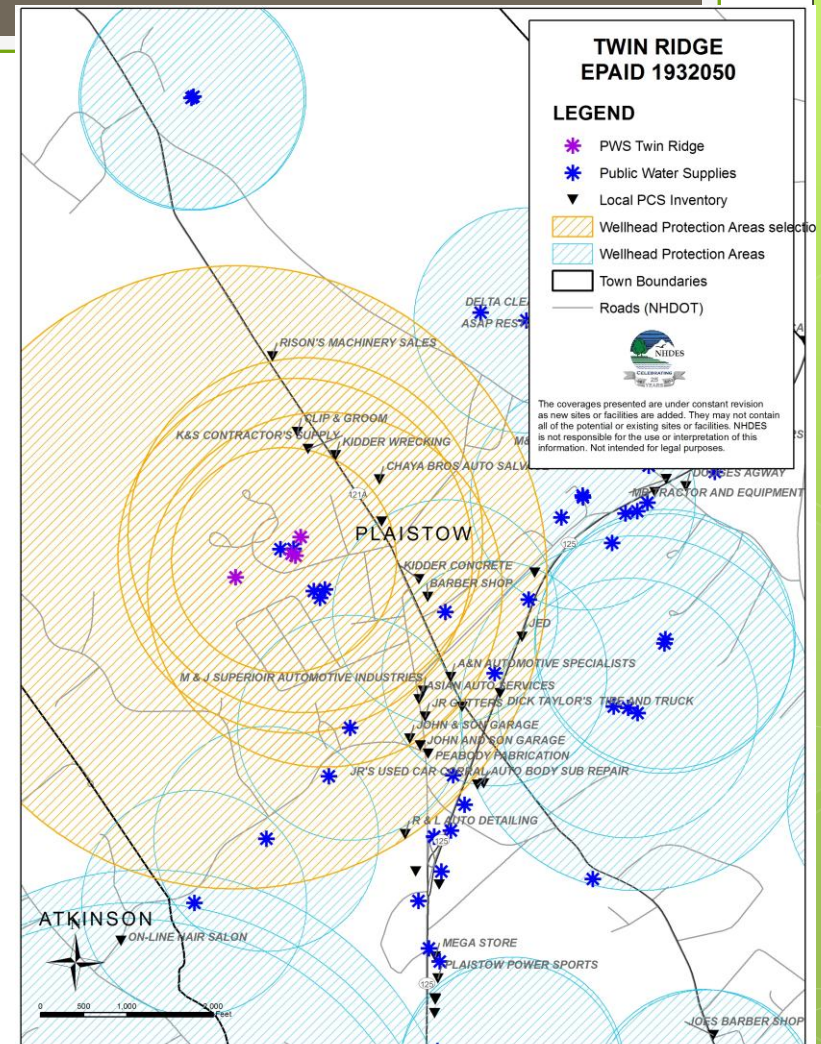 TWIN RIDGE
EPAID 1932050
LEGEND
PWS Twin Ridge
Public Water Supplies
Local PCS Inventory
Wellhead Protection Areas selectio
Wellhead Protection Areas
Town Boundaries
Roads (NHDOT)
NHDES
CELEBRATING
25
YEARS
The coverages presented are under constant revision
as new sites or facilities are added. They may not contain
all of the potential or existing sites or facilities. NHDES
is not responsible for the use or interpretation of this
information. Not intended for legal purposes.
DELTA CLEA
ASAP RES
RISON'S MACHINERY SALES
CLIP & GROOM
K&S CONTRACTOR'S SUPPLY
KIDDER WRECKING
CHAYA BROS AUTO SALVA
DODGES AGWAY
MB TRACTOR AND EQUIPMENT
121A
PLAISTOW
125
KIDDER CONCRETE
BARBER SHOP
JED
A&N AUTOMOTIVE SPECIALISTS
M & J SUPERIOIR AUTOMOTIVE INDUSTRIES
ASIAN AUTO SERVICES
JR GUTTERS
DICK TAYLOR'S TIRE AND TRUCK
JOHN & SON GARAGE
JOHN AND SON GARAGE
PEABODY FABRICATION
JR'S USED CAR CORRAL
AUTO BODY SUB REPAIR
R & L AUTO DETAILING
125
ATKINSON
N
ON-LINE HAIR SALON
MEGA STORE
PLAISTOW POWER SPORTS
125
0 500 1,000 2,000
Feet
JOES BARBER SHOP